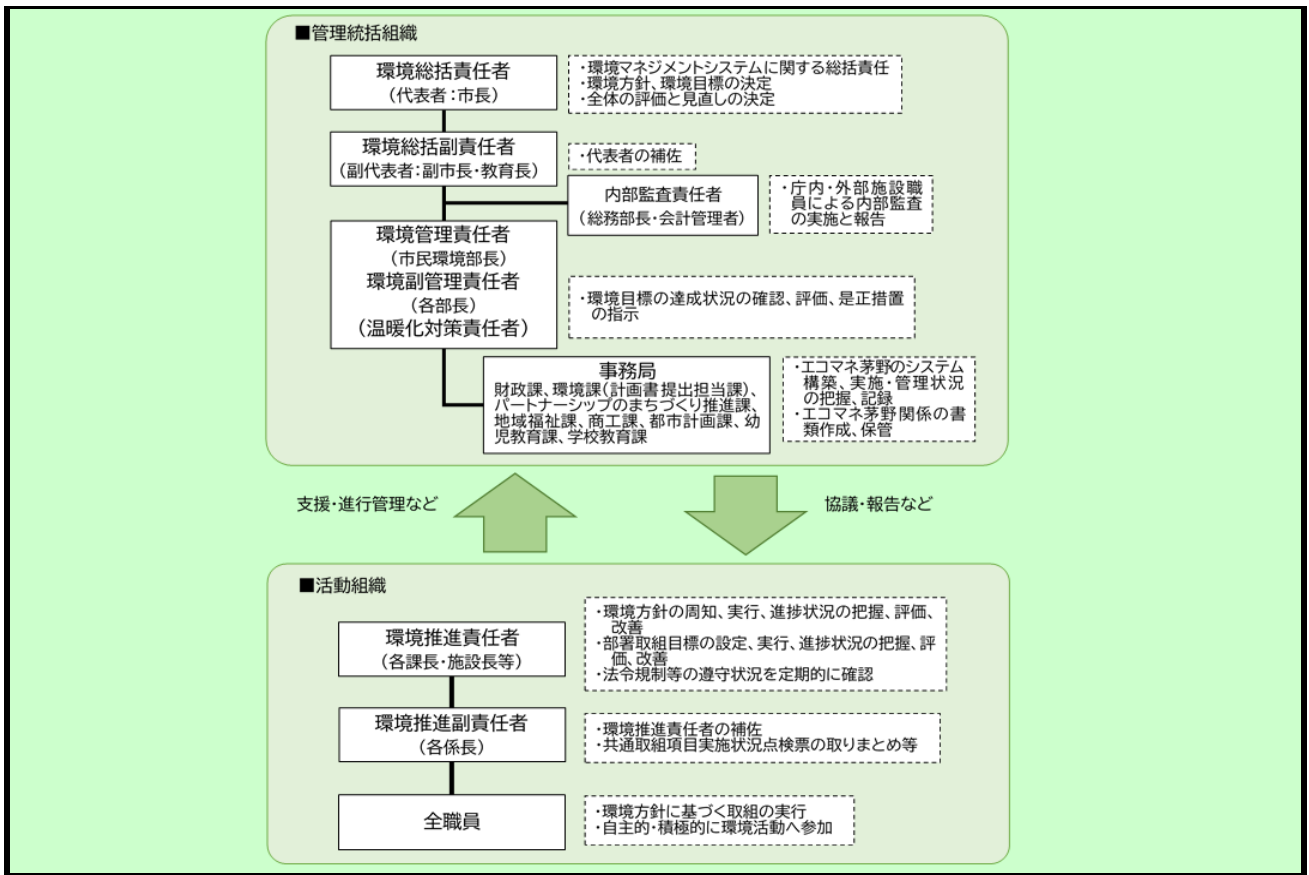 ■管理統括組織
環境総括責任者
（代表者：市長）
・環境マネジメントシステムに関する総括責任
・環境方針、環境目標の決定
・全体の評価と見直しの決定
環境総括副責任者
（副代表者：副市長・教育長）
・代表者の補佐
内部監査責任者
（総務部長・会計管理者）
・庁内・外部施設職
員による内部監査
の実施と報告
環境管理責任者
（市民環境部長）
環境副管理責任者
（各部長）
（温暖化対策責任者）
・環境目標の達成状況の確認、評価、是正措置
の指示
事務局
財政課、環境課（計画書提出担当課）、
パートナーシップのまちづくり推進課、
地域福祉課、商工課、都市計画課、幼
児教育課、学校教育課
・エコマネ茅野のシステム
構築、実施・管理状況
の把握、記録
・エコマネ茅野関係の書
類作成、保管
支援・進行管理など
協議・報告など
■活動組織
環境推進責任者
（各課長・施設長等）
・環境方針の周知、実行、進捗状況の把握、評価、
改善
・部署取組目標の設定、実行、進捗状況の把握、評
価、改善
・法令規制等の遵守状況を定期的に確認
環境推進副責任者
（各係長）
・環境推進責任者の補佐
・共通取組項目実施状況点検票の取りまとめ等
全職員
・環境方針に基づく取組の実行
・自主的・積極的に環境活動へ参加